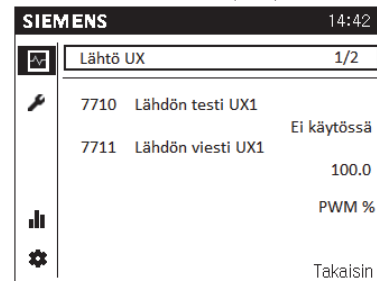 SIEMENS 14:42
Lähtö UX 1/2
7710 Lähdön testi UX1
Ei käytössä
7711 Lähdön viesti UX1
100.0
PWM %
Takaisin